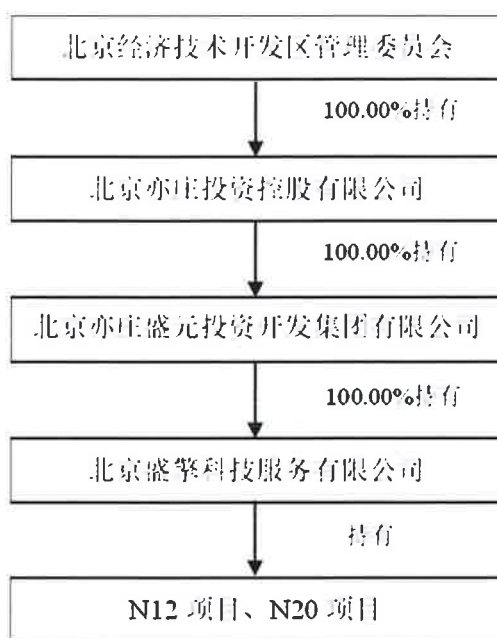 北京经济技术开发区管理委员会
100.00%持有
北京亦庄投资控股有限公司
100.00%持有
北京亦庄盛元投资开发集团有限公司
100.00%持有
北京盛擎科技服务有限公司
持有
N12 项目、N20 项目